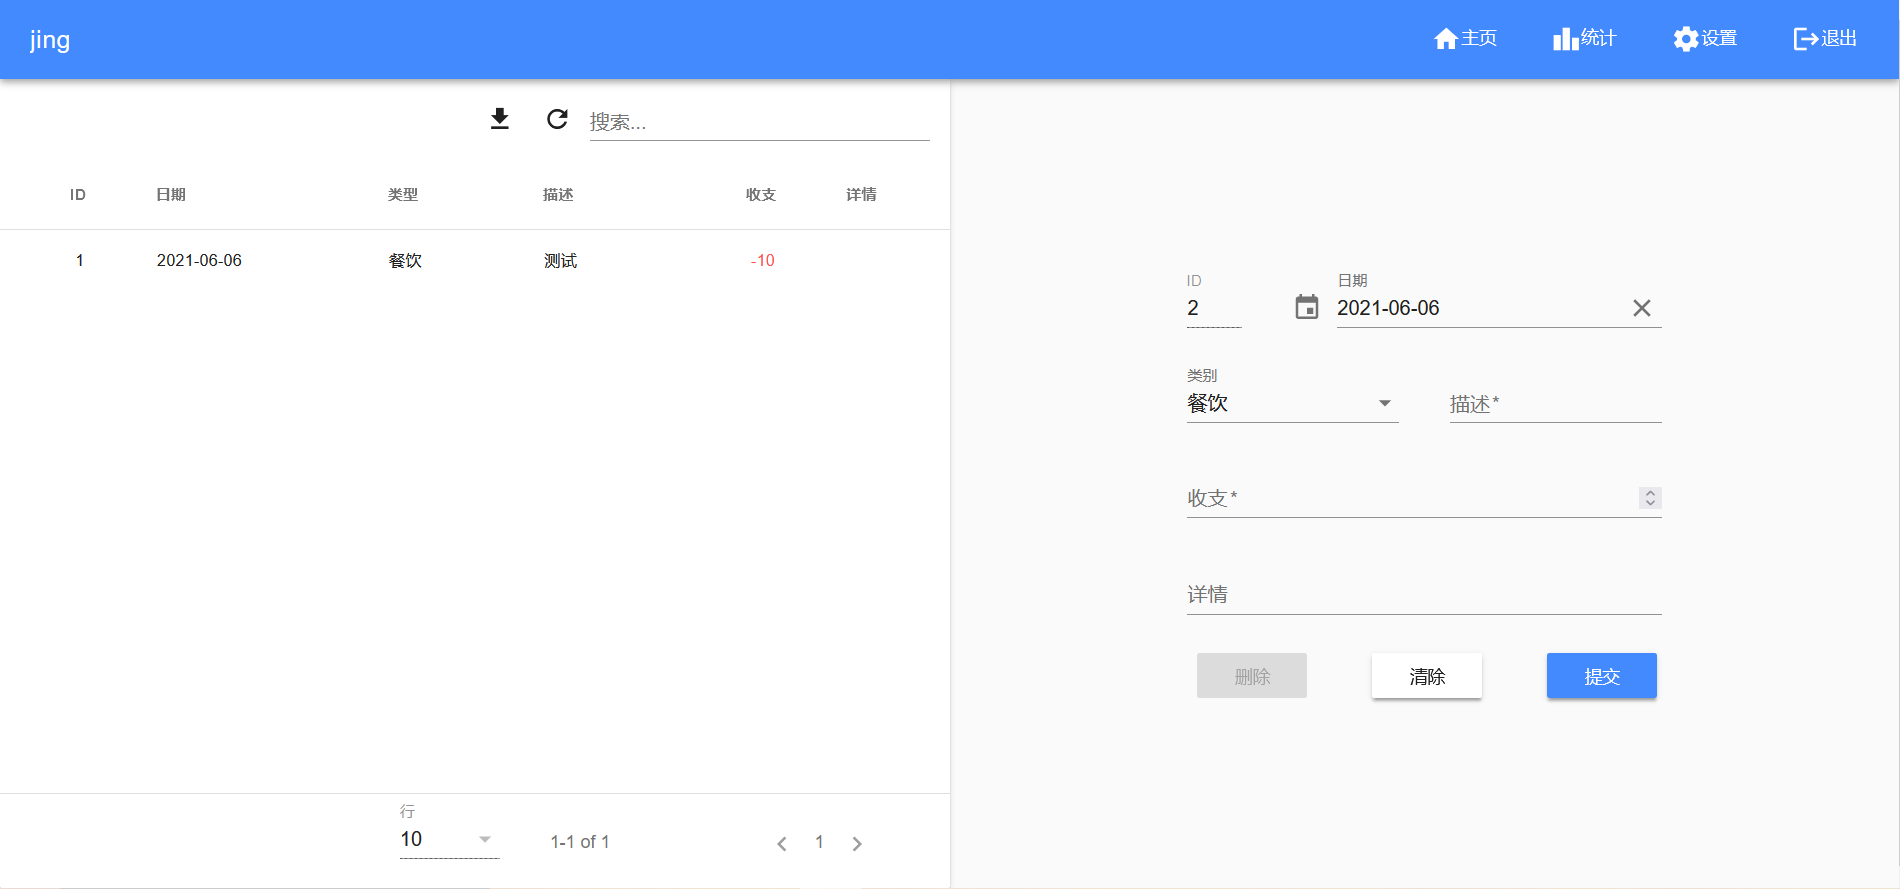 jing
主页 统计 设置 退出
搜索...
ID 日期 类型 描述 收支 详情
1 2021-06-06 餐饮 测试 -10
行
10 1-1 of 1 1
ID 日期
2 2021-06-06
类别
餐饮 描述*
收支*
详情
删除 清除 提交